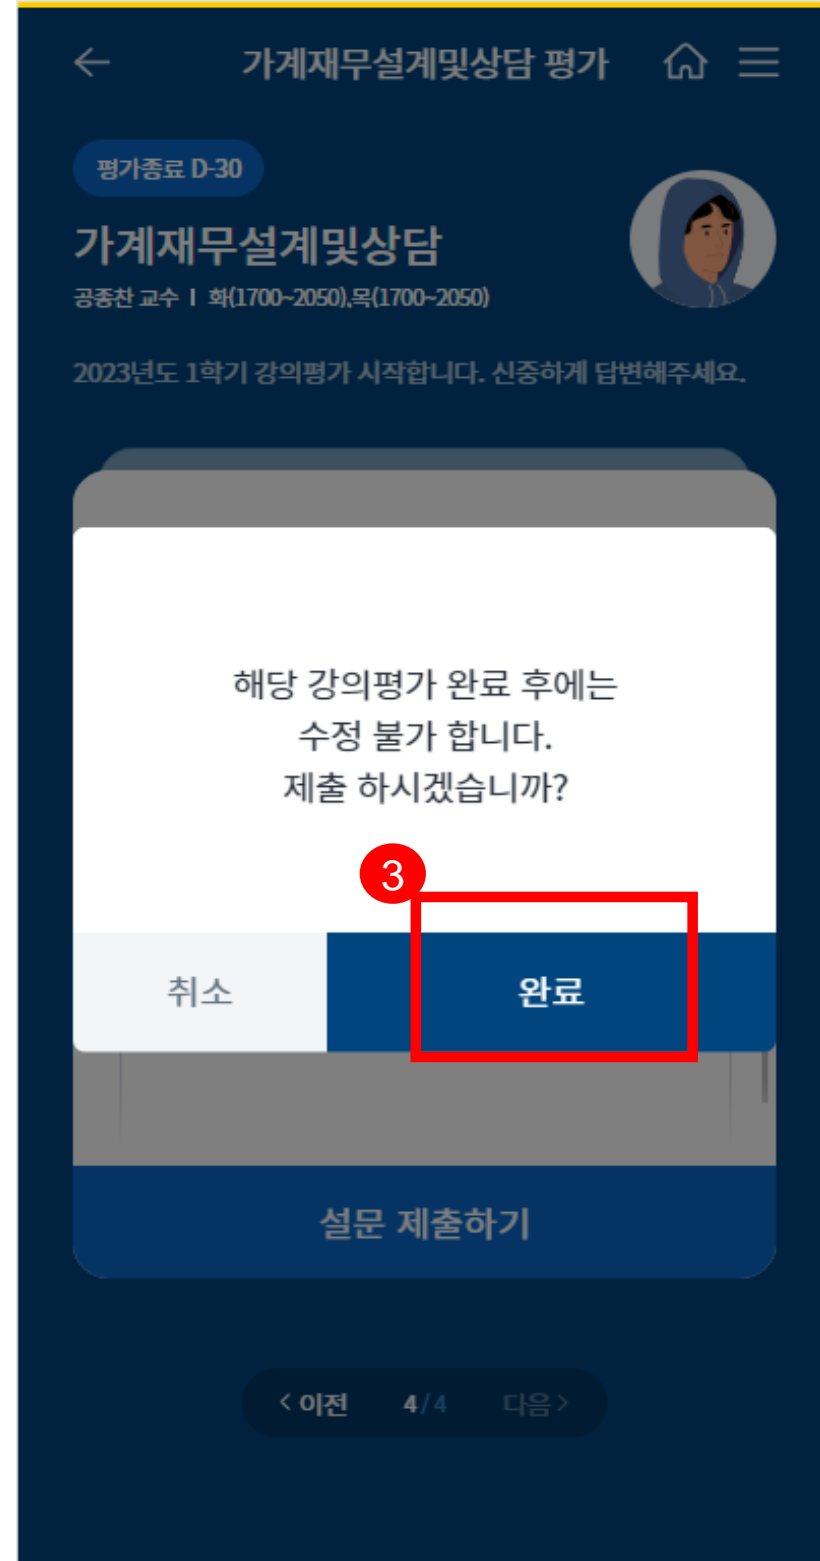 가계재무설계및상담 평가
평가종료 D-30
가계재무설계및상담
공종찬 교수 I 화(1700~2050),목(1700~2050)
2023년도 1학기 강의평가 시작합니다. 신중하게 답변해주세요.
해당 강의평가 완료 후에는
수정 불가 합니다.
제출 하시겠습니까?
3
취소 완료
설문 제출하기
< 이전 4/4 다음 >